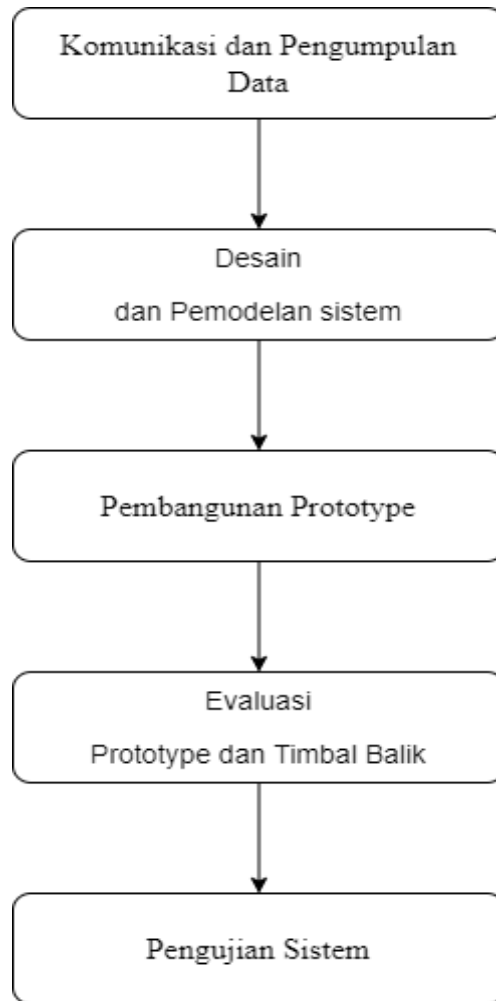 Komunikasi dan Pengumpulan
Data
Desain
dan Pemodelan sistem
Pembangunan Prototype
Evaluasi
Prototype dan Timbal Balik
Pengujian Sistem